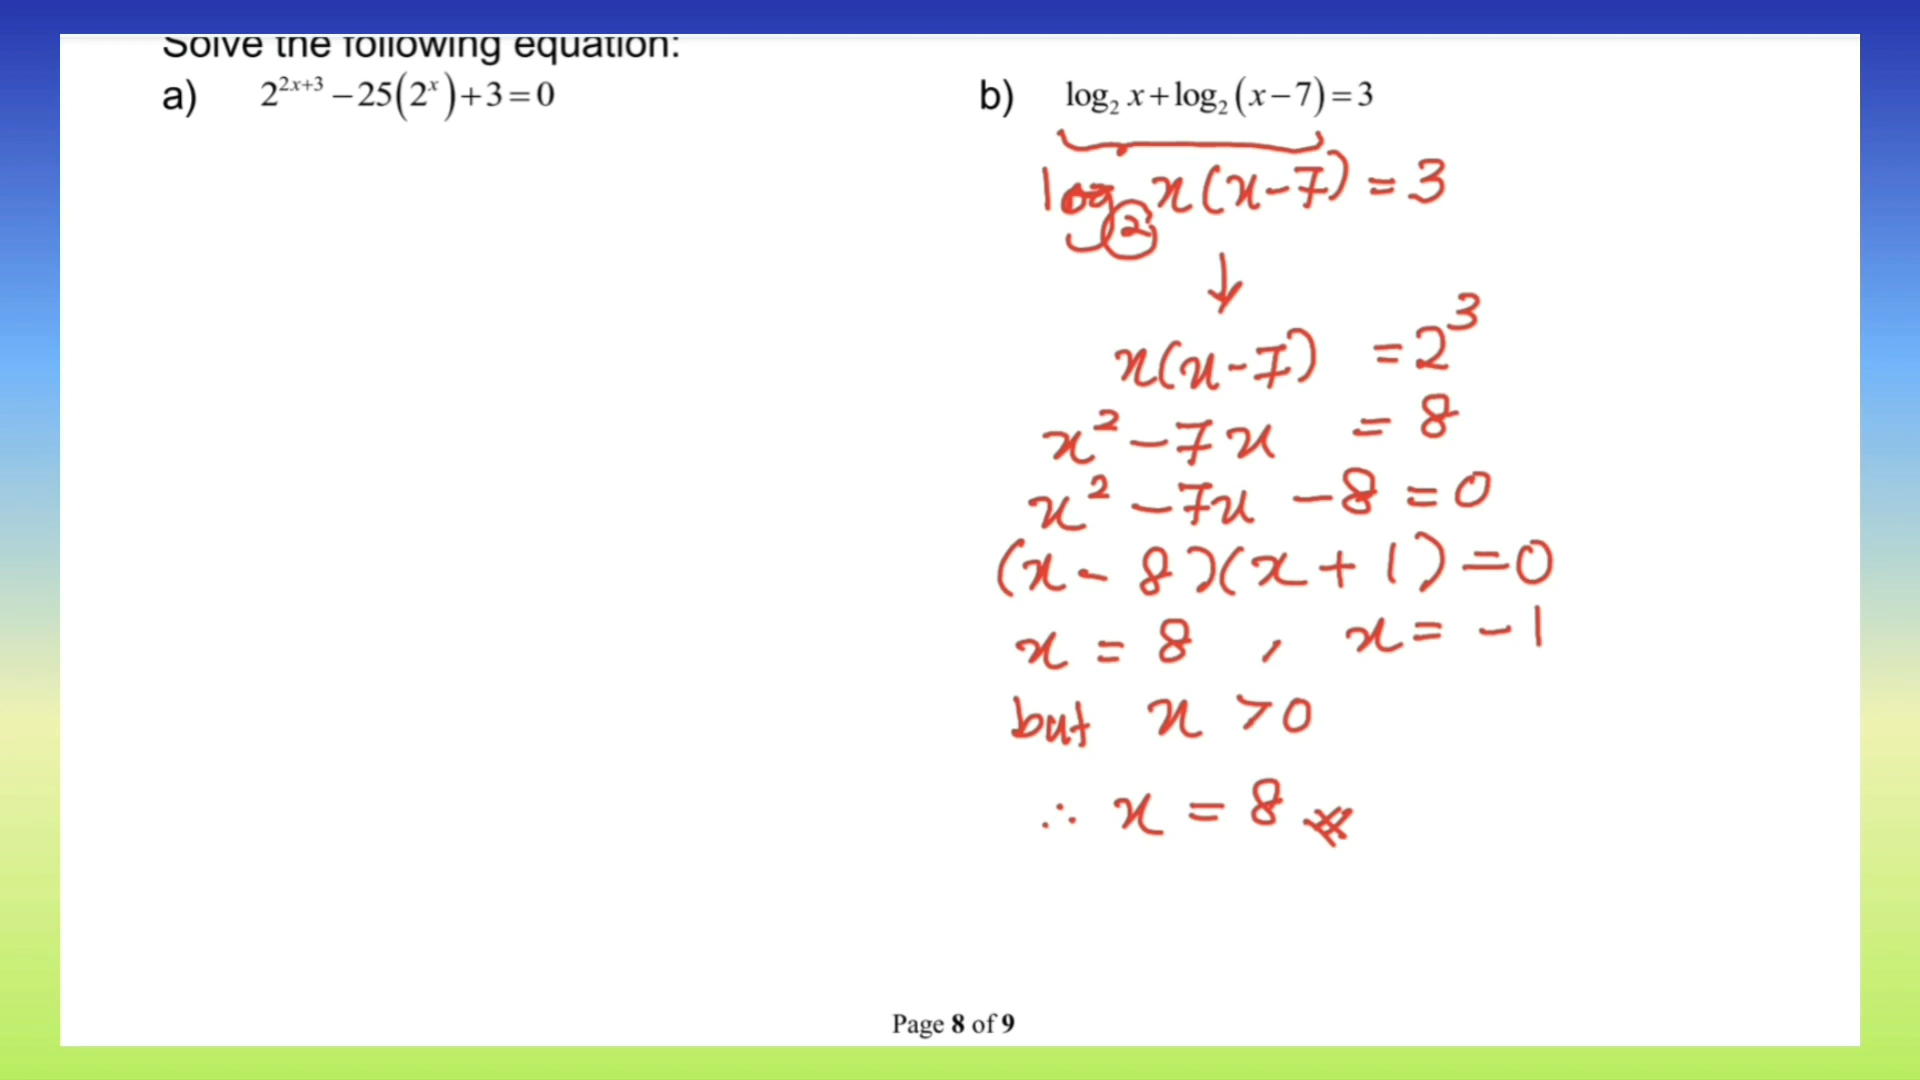 Solve the following equation:
a) 2^{2x+3} − 25(2^x) + 3 = 0
b) log₂ x + log₂ (x − 7) = 3
log₂ x(x−7) = 3
↓
x(x−7) = 2³
x² − 7x = 8
x² − 7x − 8 = 0
(x − 8)(x + 1) = 0
x = 8 , x = −1
but x > 0
∴ x = 8
Page 8 of 9